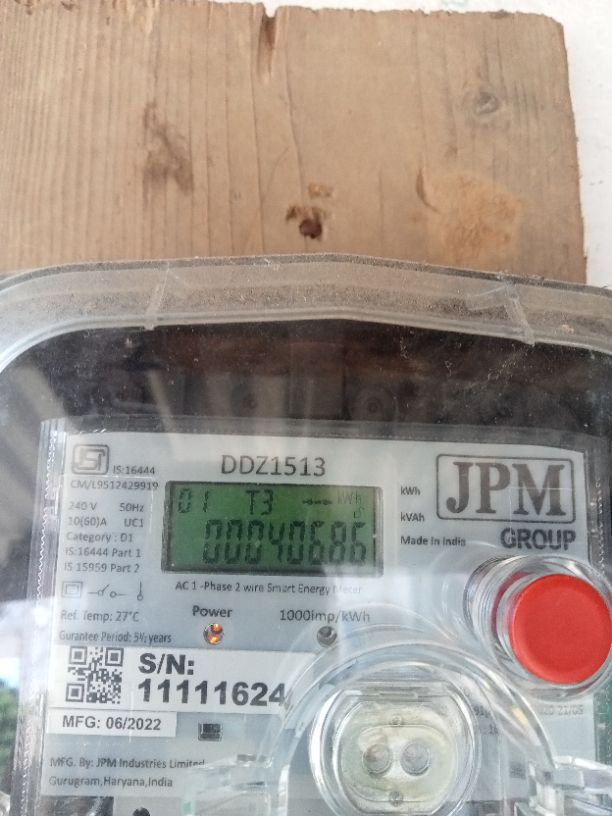 IS:16444
CM/L9512429919
DDZ1513
240 V 50Hz
10(60)A UC1
Category : D1
IS:16444 Part 1
IS 15959 Part 2
01 T3 kWh
00040686
kWh
kVAh
Made in India
JPM
GROUP
AC 1 -Phase 2 wire Smart Energy Meter
Ref. Temp: 27°C
Gurantee Period: 5½ years
Power
1000imp/kWh
S/N:
11111624
MFG: 06/2022
MFG. By: JPM Industries Limited
Gurugram,Haryana,India